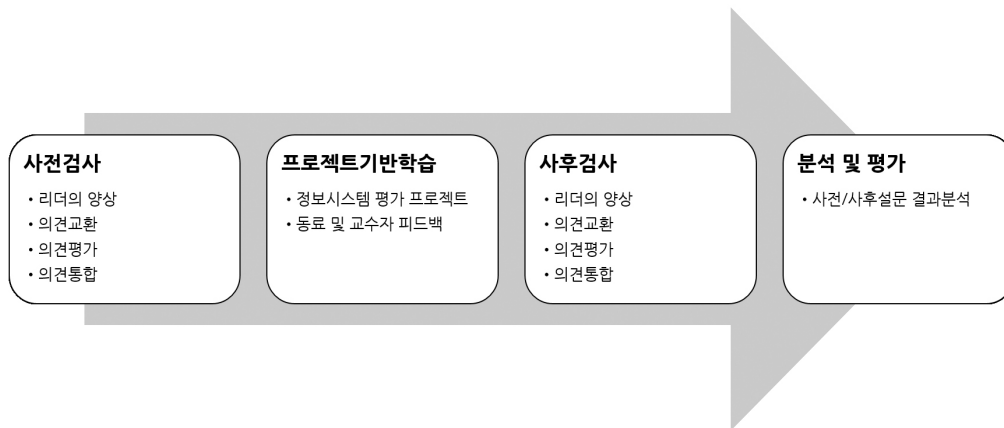 사전검사
• 리더의 양상
• 의견교환
• 의견평가
• 의견통합
프로젝트기반학습
• 정보시스템 평가 프로젝트
• 동료 및 교수자 피드백
사후검사
• 리더의 양상
• 의견교환
• 의견평가
• 의견통합
분석 및 평가
• 사전/사후설문 결과분석